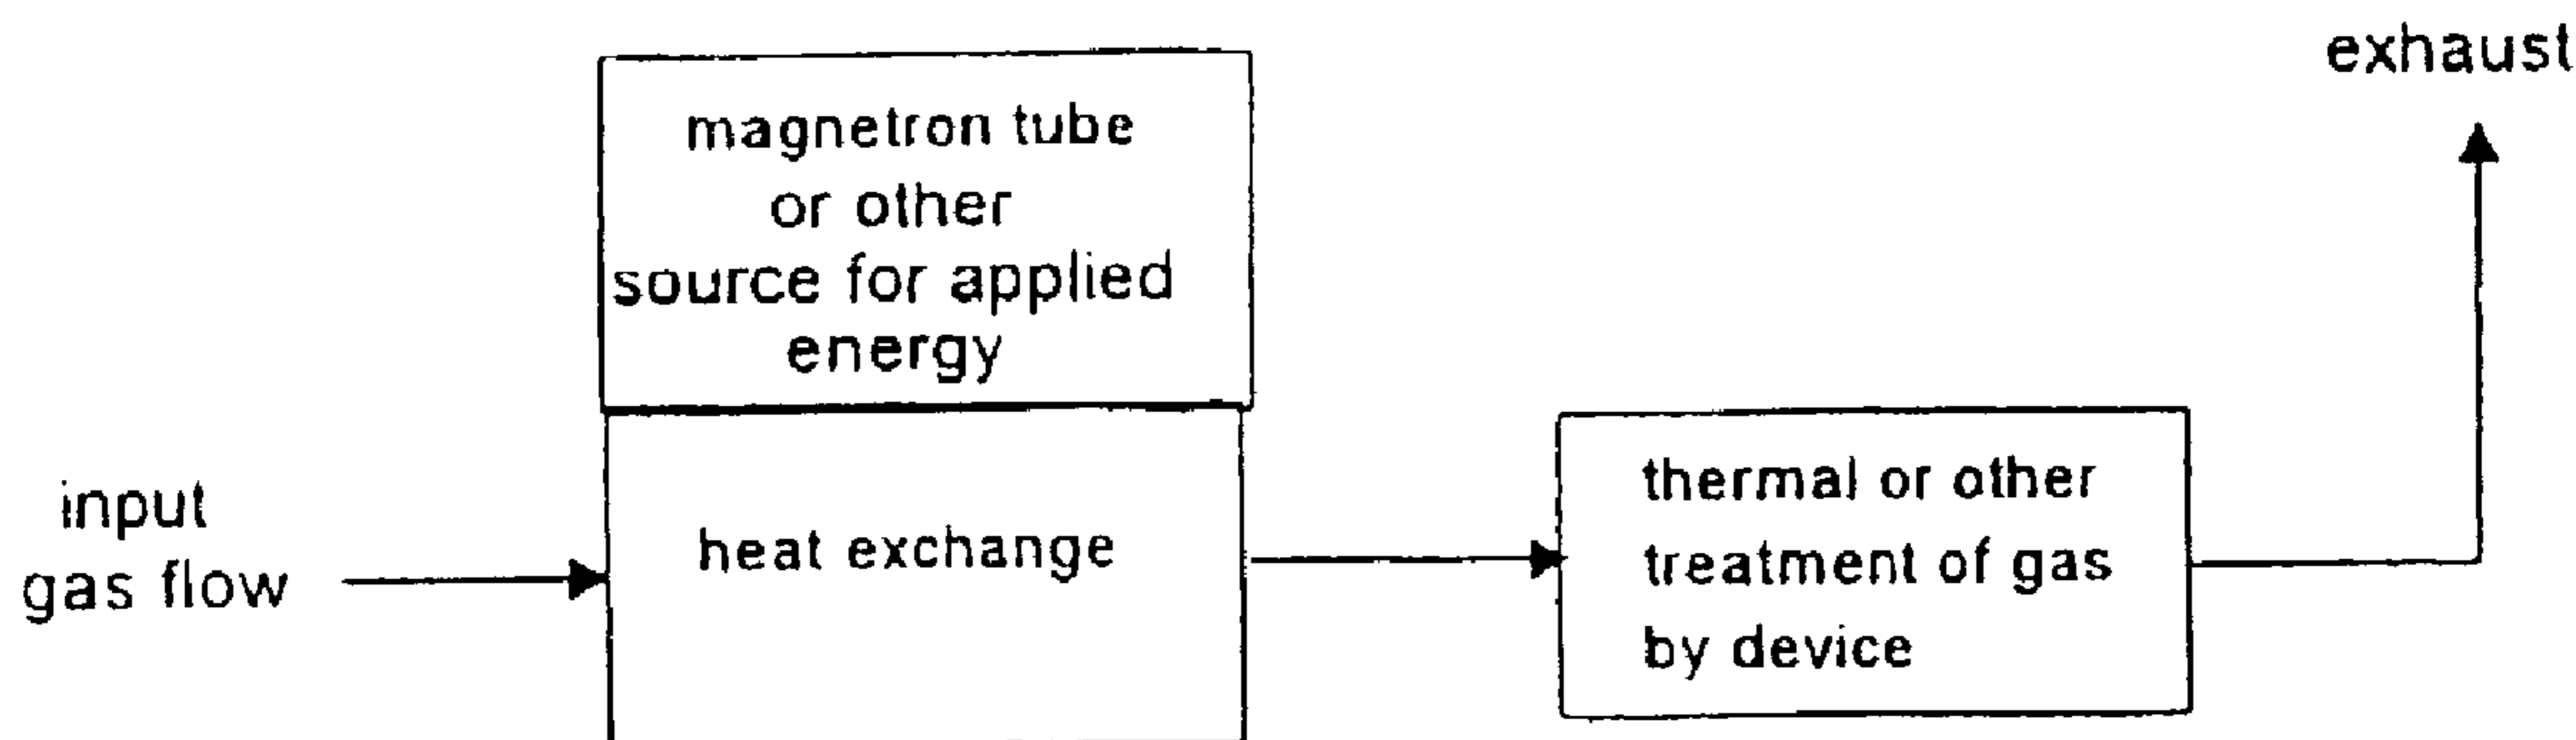 exhaust
magnetron tube
or other
source for applied
energy
input
gas flow
heat exchange
thermal or other
treatment of gas
by device